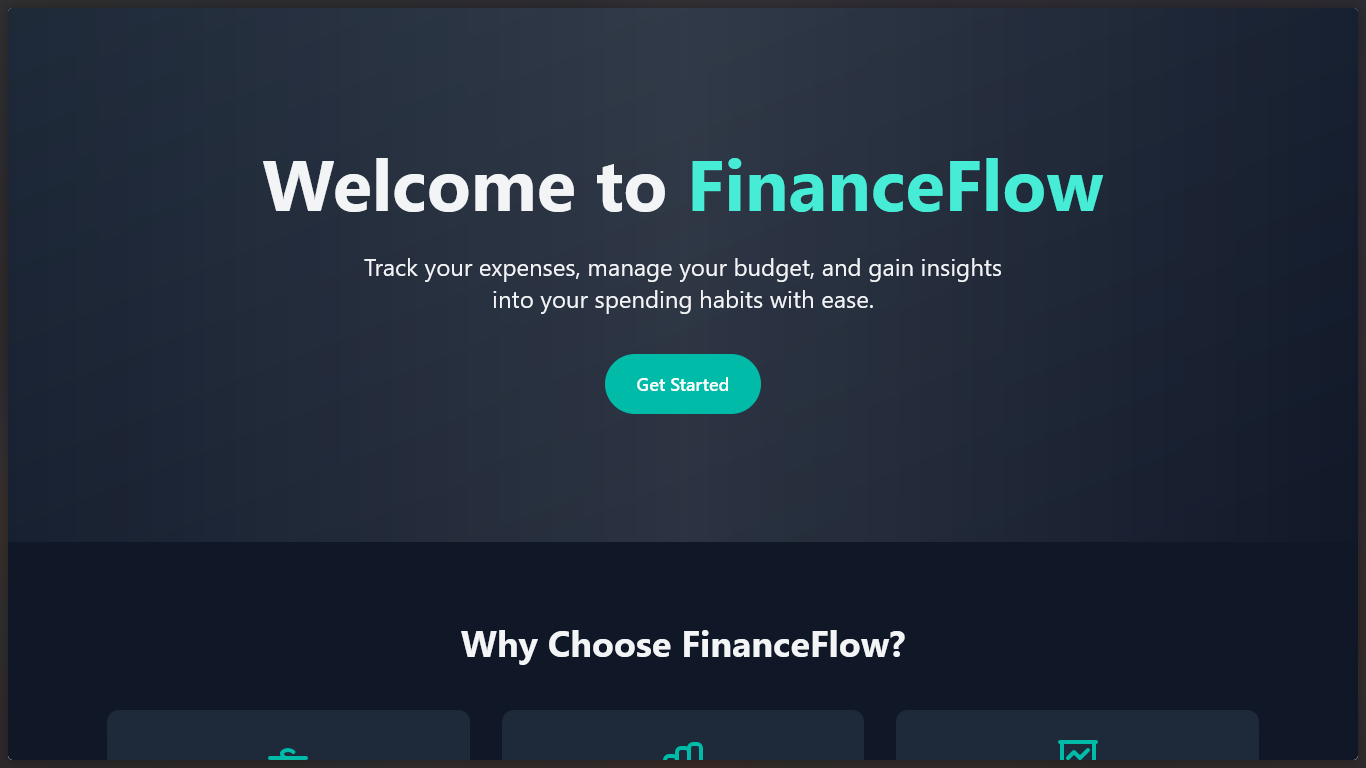 Welcome to FinanceFlow
Track your expenses, manage your budget, and gain insights
into your spending habits with ease.
Get Started
Why Choose FinanceFlow?